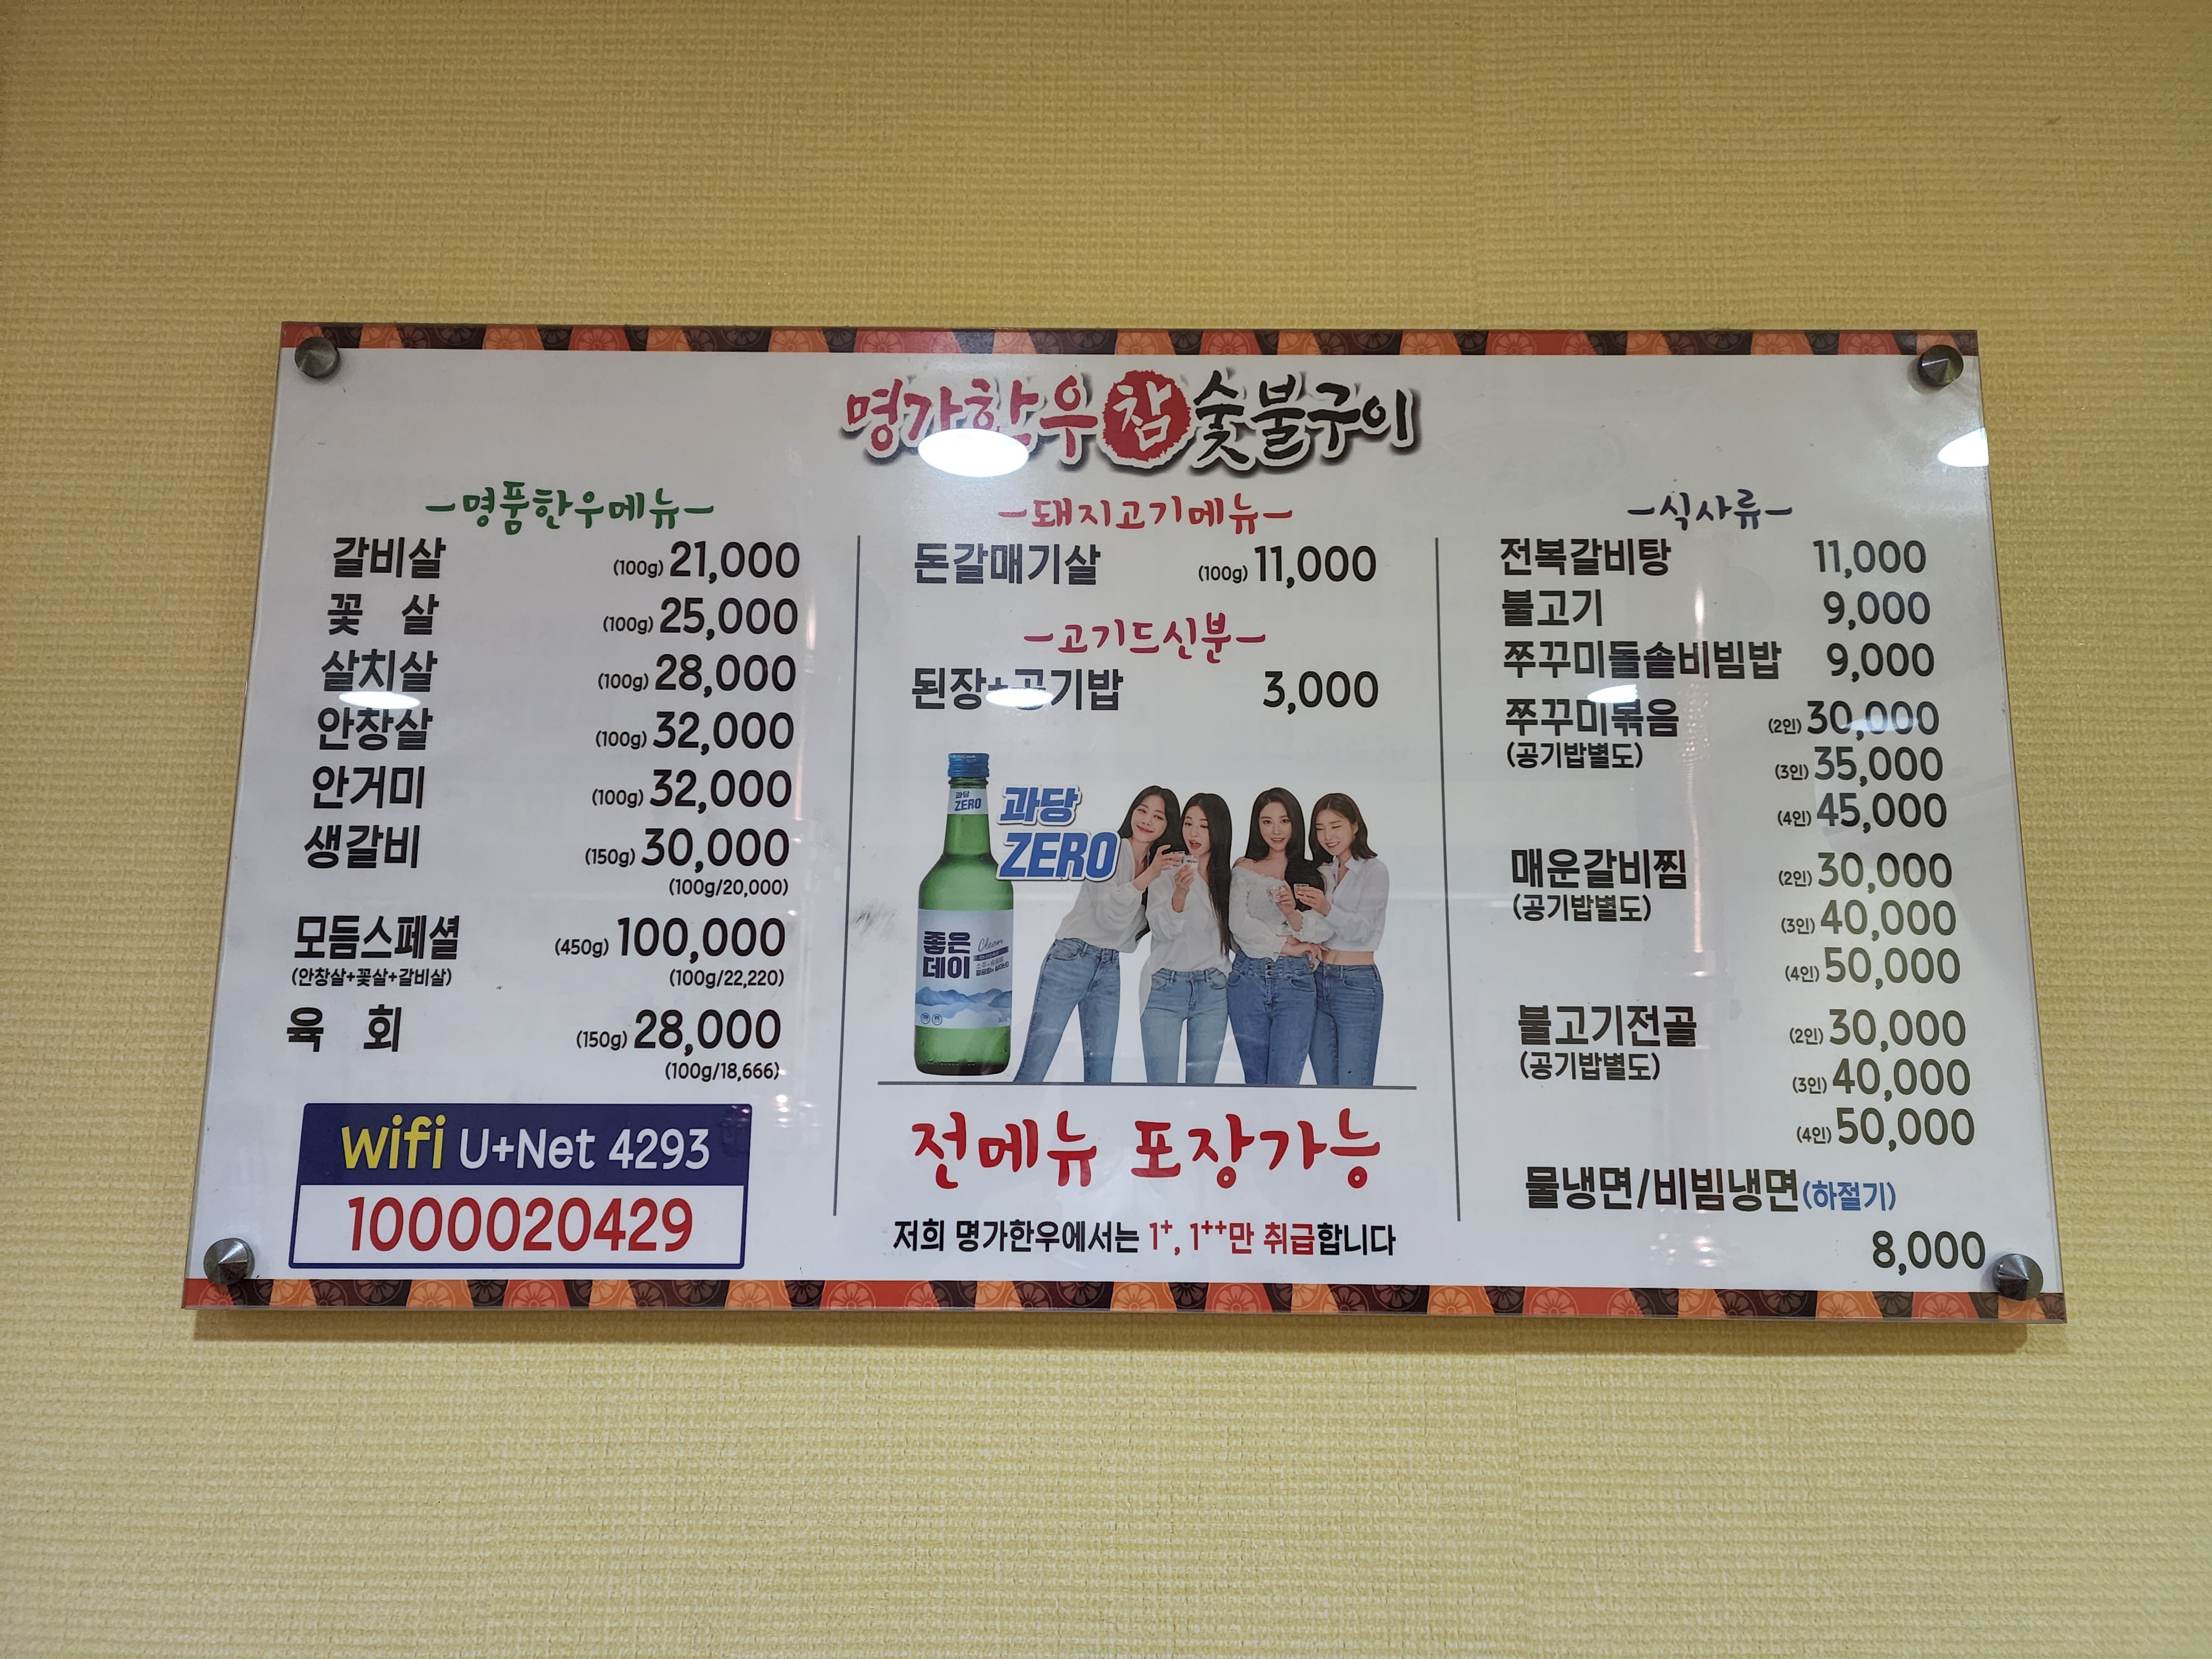 명가한우 참 숯불구이
-명품한우메뉴-
갈비살 (100g) 21,000
꽃 살 (100g) 25,000
살치살 (100g) 28,000
안창살 (100g) 32,000
안거미 (100g) 32,000
생갈비 (150g) 30,000
(100g/20,000)
모듬스페셜 (450g) 100,000
(안창살+꽃살+갈비살) (100g/22,220)
육 회 (150g) 28,000
(100g/18,666)
wifi U+Net 4293
1000020429
-돼지고기메뉴-
돈갈매기살 (100g) 11,000
-고기드신분-
된장+공기밥 3,000
과당
ZERO
과당
ZERO
좋은
데이
Clean
전메뉴 포장가능
저희 명가한우에서는 1+, 1++만 취급합니다
-식사류-
전복갈비탕 11,000
불고기 9,000
쭈꾸미돌솥비빔밥 9,000
쭈꾸미볶음 (2인) 30,000
(공기밥별도) (3인) 35,000
(4인) 45,000
매운갈비찜 (2인) 30,000
(공기밥별도) (3인) 40,000
(4인) 50,000
불고기전골 (2인) 30,000
(공기밥별도) (3인) 40,000
(4인) 50,000
물냉면/비빔냉면(하절기)
8,000